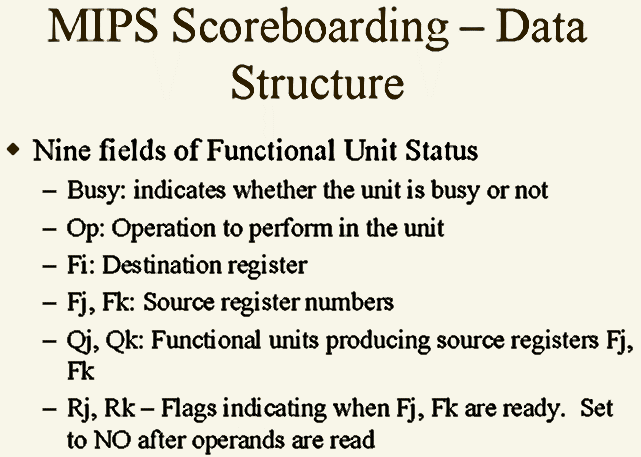 MIPS Scoreboarding – Data
Structure
◆ Nine fields of Functional Unit Status
– Busy: indicates whether the unit is busy or not
– Op: Operation to perform in the unit
– Fi: Destination register
– Fj, Fk: Source register numbers
– Qj, Qk: Functional units producing source registers Fj,
Fk
– Rj, Rk – Flags indicating when Fj, Fk are ready.  Set
to NO after operands are read